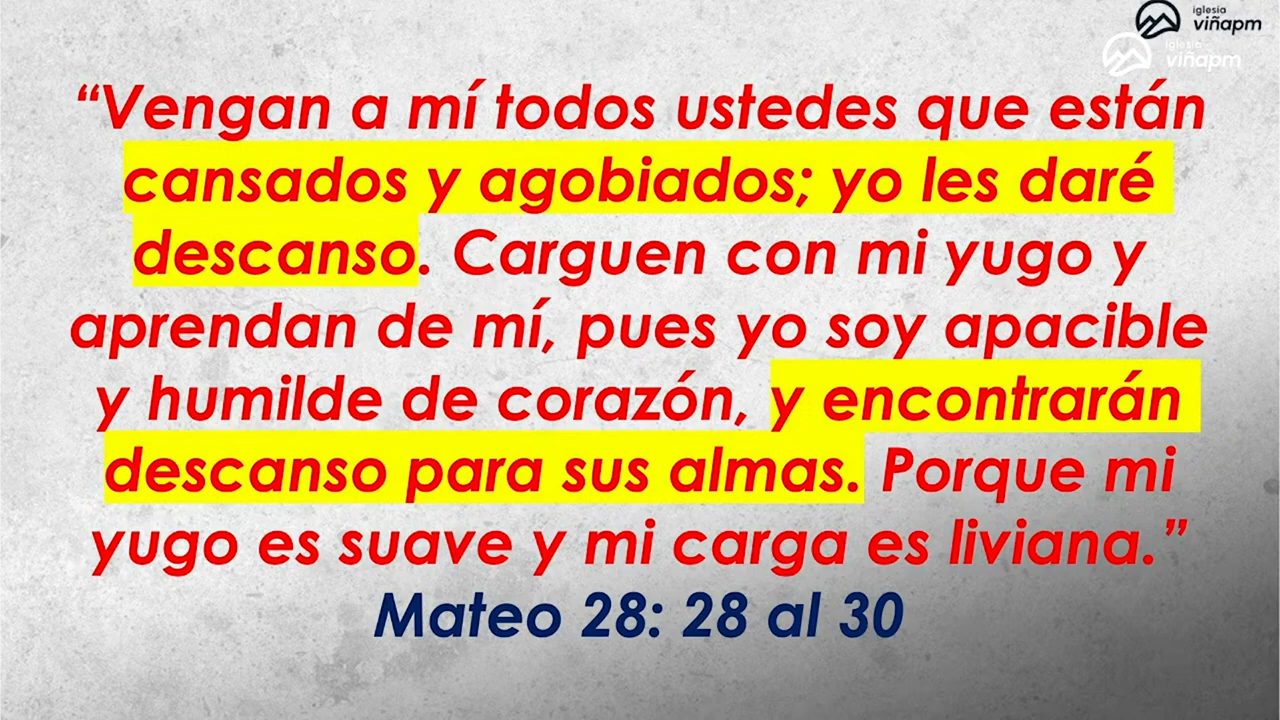 iglesia
viñapm
iglesia
viñapm
“Vengan a mí todos ustedes que están
cansados y agobiados; yo les daré
descanso. Carguen con mi yugo y
aprendan de mí, pues yo soy apacible
y humilde de corazón, y encontrarán
descanso para sus almas. Porque mi
yugo es suave y mi carga es liviana.”
Mateo 28: 28 al 30